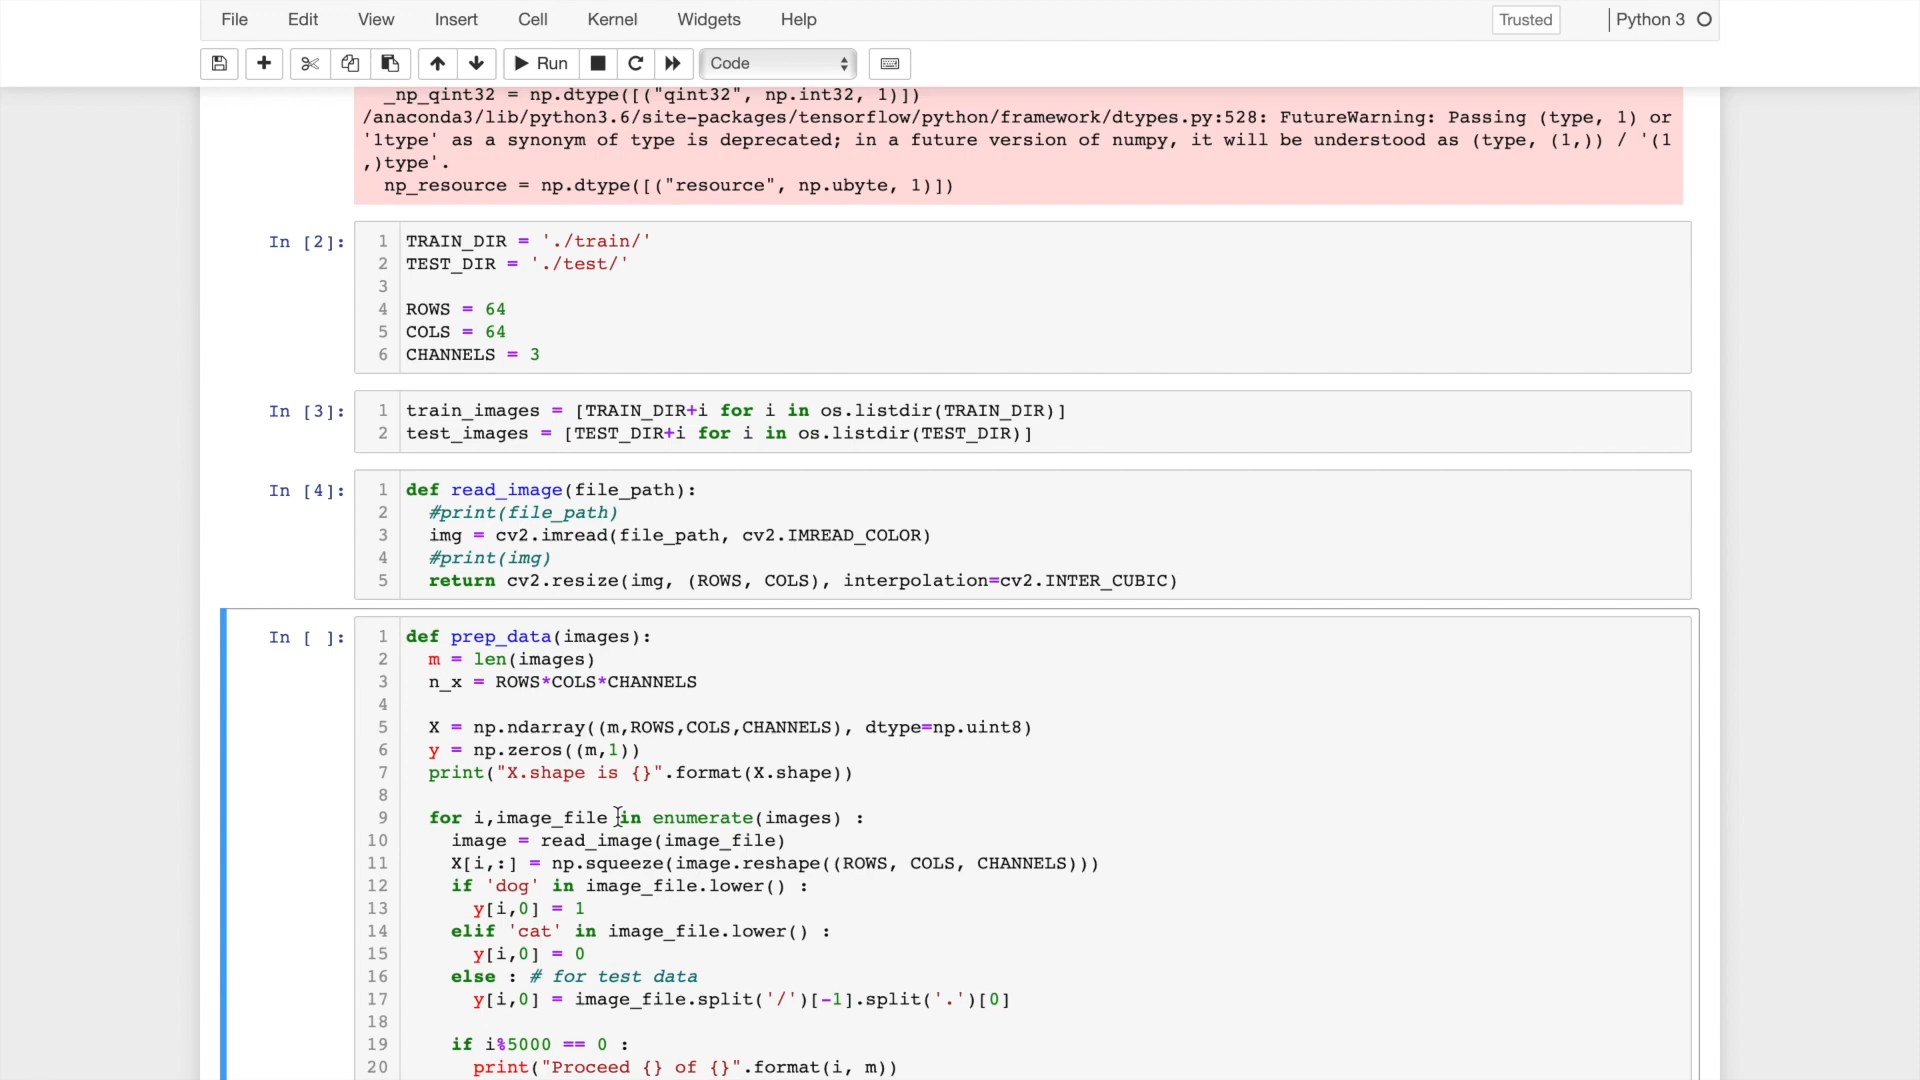 File Edit View Insert Cell Kernel Widgets Help Trusted Python 3
Run Code
_np_qint32 = np.dtype([("qint32", np.int32, 1)])
/anaconda3/lib/python3.6/site-packages/tensorflow/python/framework/dtypes.py:528: FutureWarning: Passing (type, 1) or
'1type' as a synonym of type is deprecated; in a future version of numpy, it will be understood as (type, (1,)) / '(1
,)type'.
np_resource = np.dtype([("resource", np.ubyte, 1)])
In [2]: 1 TRAIN_DIR = './train/'
2 TEST_DIR = './test/'
3
4 ROWS = 64
5 COLS = 64
6 CHANNELS = 3
In [3]: 1 train_images = [TRAIN_DIR+i for i in os.listdir(TRAIN_DIR)]
2 test_images = [TEST_DIR+i for i in os.listdir(TEST_DIR)]
In [4]: 1 def read_image(file_path):
2 #print(file_path)
3 img = cv2.imread(file_path, cv2.IMREAD_COLOR)
4 #print(img)
5 return cv2.resize(img, (ROWS, COLS), interpolation=cv2.INTER_CUBIC)
In [ ]: 1 def prep_data(images):
2 m = len(images)
3 n_x = ROWS*COLS*CHANNELS
4
5 X = np.ndarray((m,ROWS,COLS,CHANNELS), dtype=np.uint8)
6 y = np.zeros((m,1))
7 print("X.shape is {}".format(X.shape))
8
9 for i,image_file in enumerate(images) :
10 image = read_image(image_file)
11 X[i,:] = np.squeeze(image.reshape((ROWS, COLS, CHANNELS)))
12 if 'dog' in image_file.lower() :
13 y[i,0] = 1
14 elif 'cat' in image_file.lower() :
15 y[i,0] = 0
16 else : # for test data
17 y[i,0] = image_file.split('/')[-1].split('.')[0]
18
19 if i%5000 == 0 :
20 print("Proceed {} of {}".format(i, m))